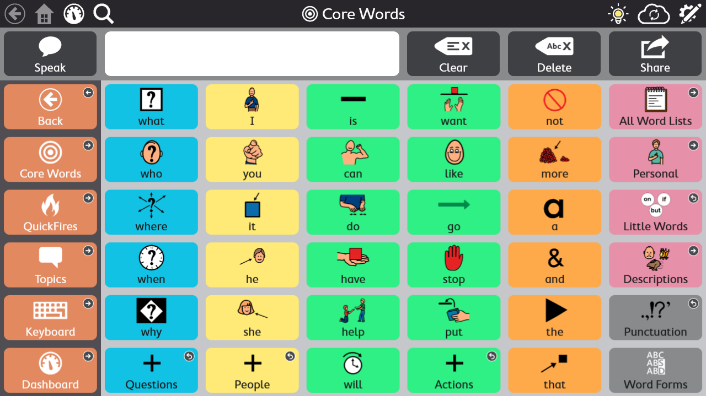 Core Words
Speak
Clear
Abc
Delete
Share
Back
what
I
is
want
not
All Word Lists
Core Words
who
you
can
like
more
Personal
QuickFires
where
it
do
go
a
a
on
if
but
Little Words
Topics
when
he
have
stop
&
and
Descriptions
Keyboard
why
she
help
put
the
.,!?'
Punctuation
Dashboard
Questions
People
will
Actions
that
ABC
ABS
ABD
Word Forms